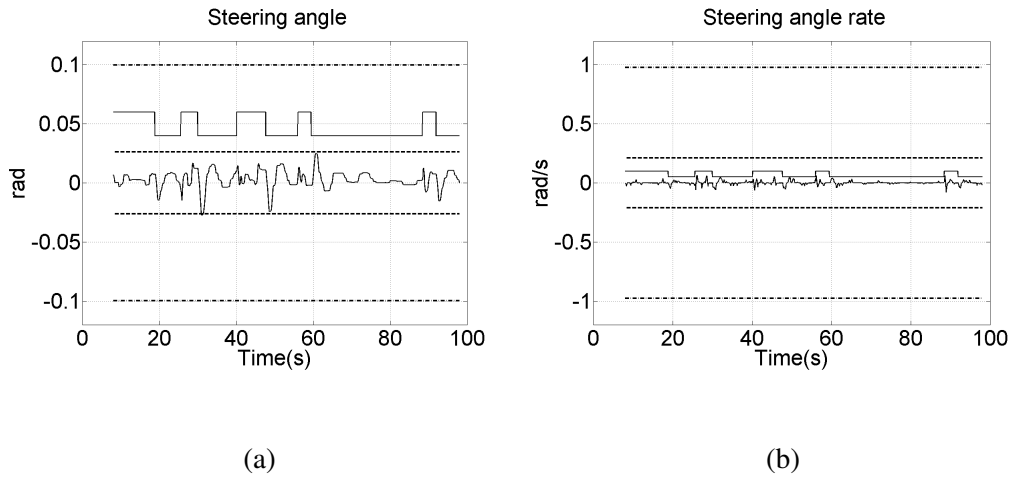 Steering angle
rad
0.1
0.05
0
-0.05
-0.1
0 20 40 60 80 100
Time(s)
(a)
Steering angle rate
rad/s
1
0.5
0
-0.5
-1
0 20 40 60 80 100
Time(s)
(b)